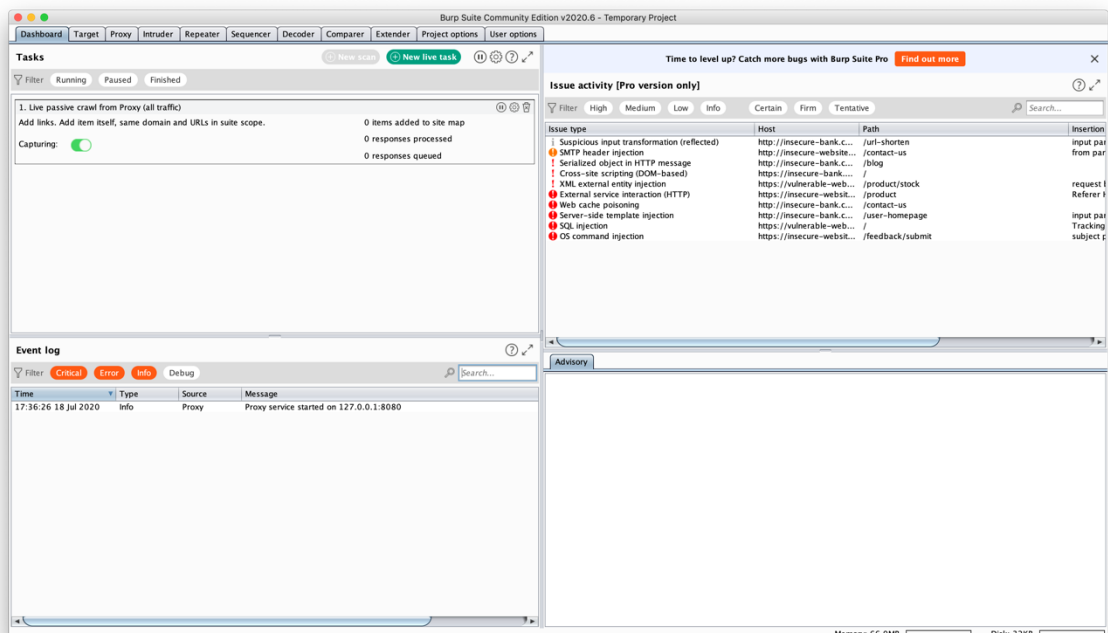 Burp Suite Community Edition v2020.6 - Temporary Project
Dashboard Target Proxy Intruder Repeater Sequencer Decoder Comparer Extender Project options User options
Tasks
New scan New live task
Filter Running Paused Finished
1. Live passive crawl from Proxy (all traffic)
Add links. Add item itself, same domain and URLs in suite scope.
0 items added to site map
Capturing:
0 responses processed
0 responses queued
Event log
Filter Critical Error Info Debug
Search...
Time Type Source Message
17:36:26 18 Jul 2020 Info Proxy Proxy service started on 127.0.0.1:8080
Time to level up? Catch more bugs with Burp Suite Pro Find out more
Issue activity [Pro version only]
Filter High Medium Low Info Certain Firm Tentative Search...
Issue type Host Path Insertion
Suspicious input transformation (reflected) http://insecure-bank.c... /url-shorten input par
SMTP header injection http://insecure-website... /contact-us from par
Serialized object in HTTP message http://insecure-bank.c... /blog
Cross-site scripting (DOM-based) https://insecure-bank.... /
XML external entity injection https://vulnerable-web... /product/stock request b
External service interaction (HTTP) https://insecure-websit... /product Referer H
Web cache poisoning http://insecure-bank.c... /contact-us
Server-side template injection http://insecure-bank.c... /user-homepage input par
SQL injection https://vulnerable-web... / Tracking
OS command injection https://insecure-websit... /feedback/submit subject p
Advisory